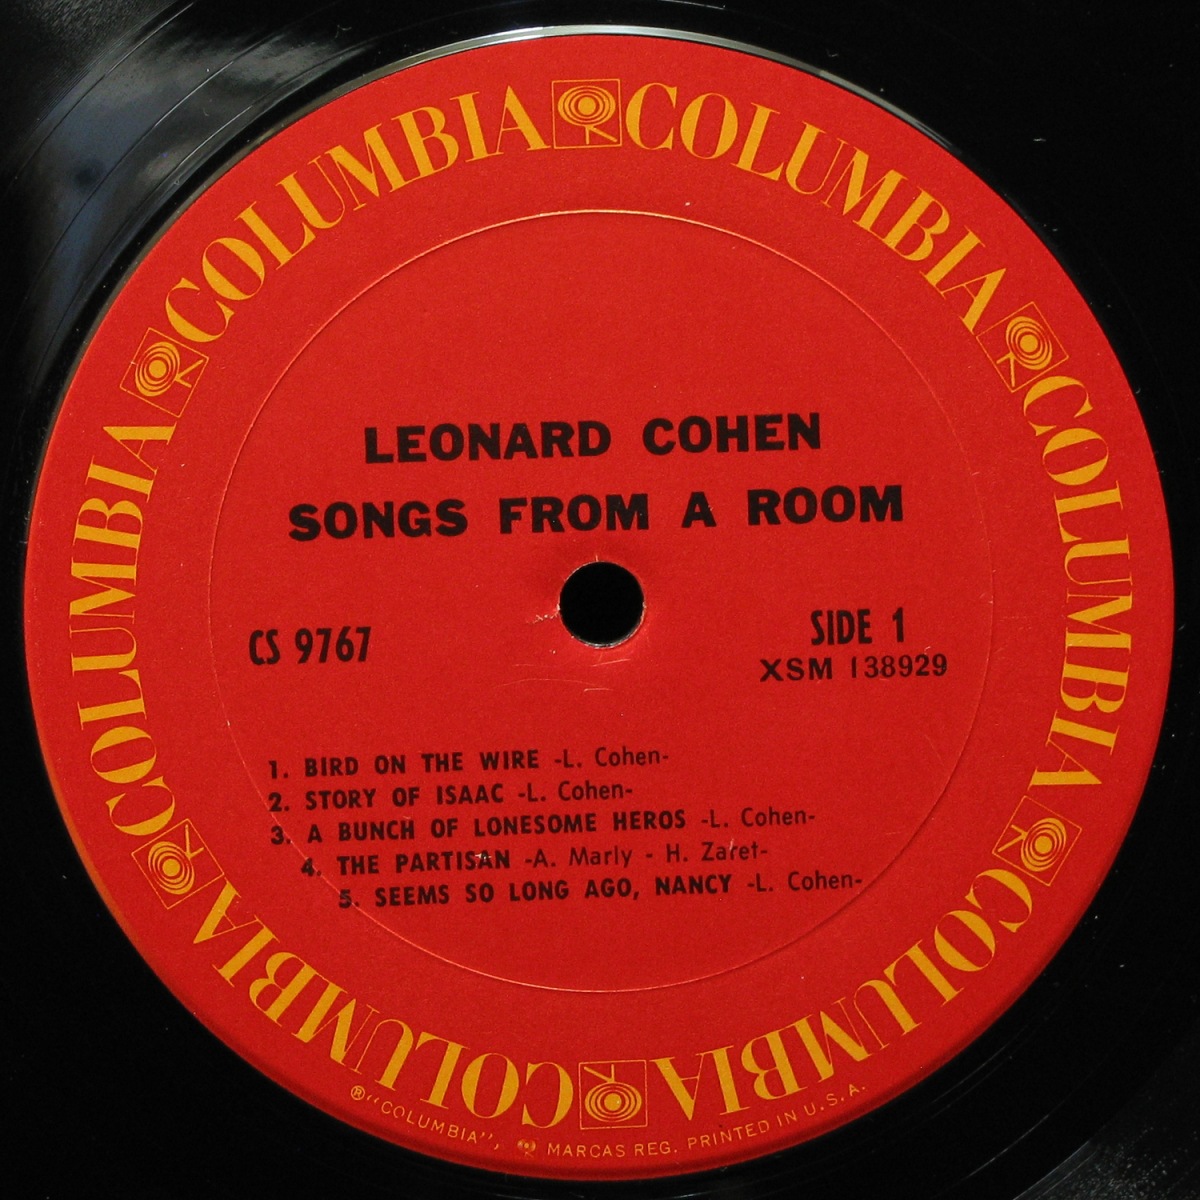 COLUMBIA COLUMBIA COLUMBIA COLUMBIA COLUMBIA COLUMBIA
LEONARD COHEN
SONGS FROM A ROOM
CS 9767
SIDE 1
XSM 138929
1. BIRD ON THE WIRE -L. Cohen-
2. STORY OF ISAAC -L. Cohen-
3. A BUNCH OF LONESOME HEROS -L. Cohen-
4. THE PARTISAN -A. Marly - H. Zaret-
5. SEEMS SO LONG AGO, NANCY -L. Cohen-
®"COLUMBIA", MARCAS REG. PRINTED IN U.S.A.